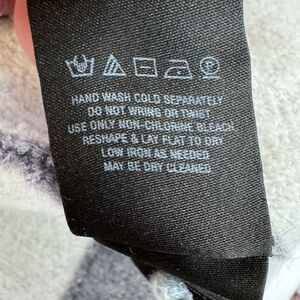 HAND WASH COLD SEPARATELY
DO NOT WRING OR TWIST
USE ONLY NON-CHLORINE BLEACH
RESHAPE & LAY FLAT TO DRY
LOW IRON AS NEEDED
MAY BE DRY CLEANED